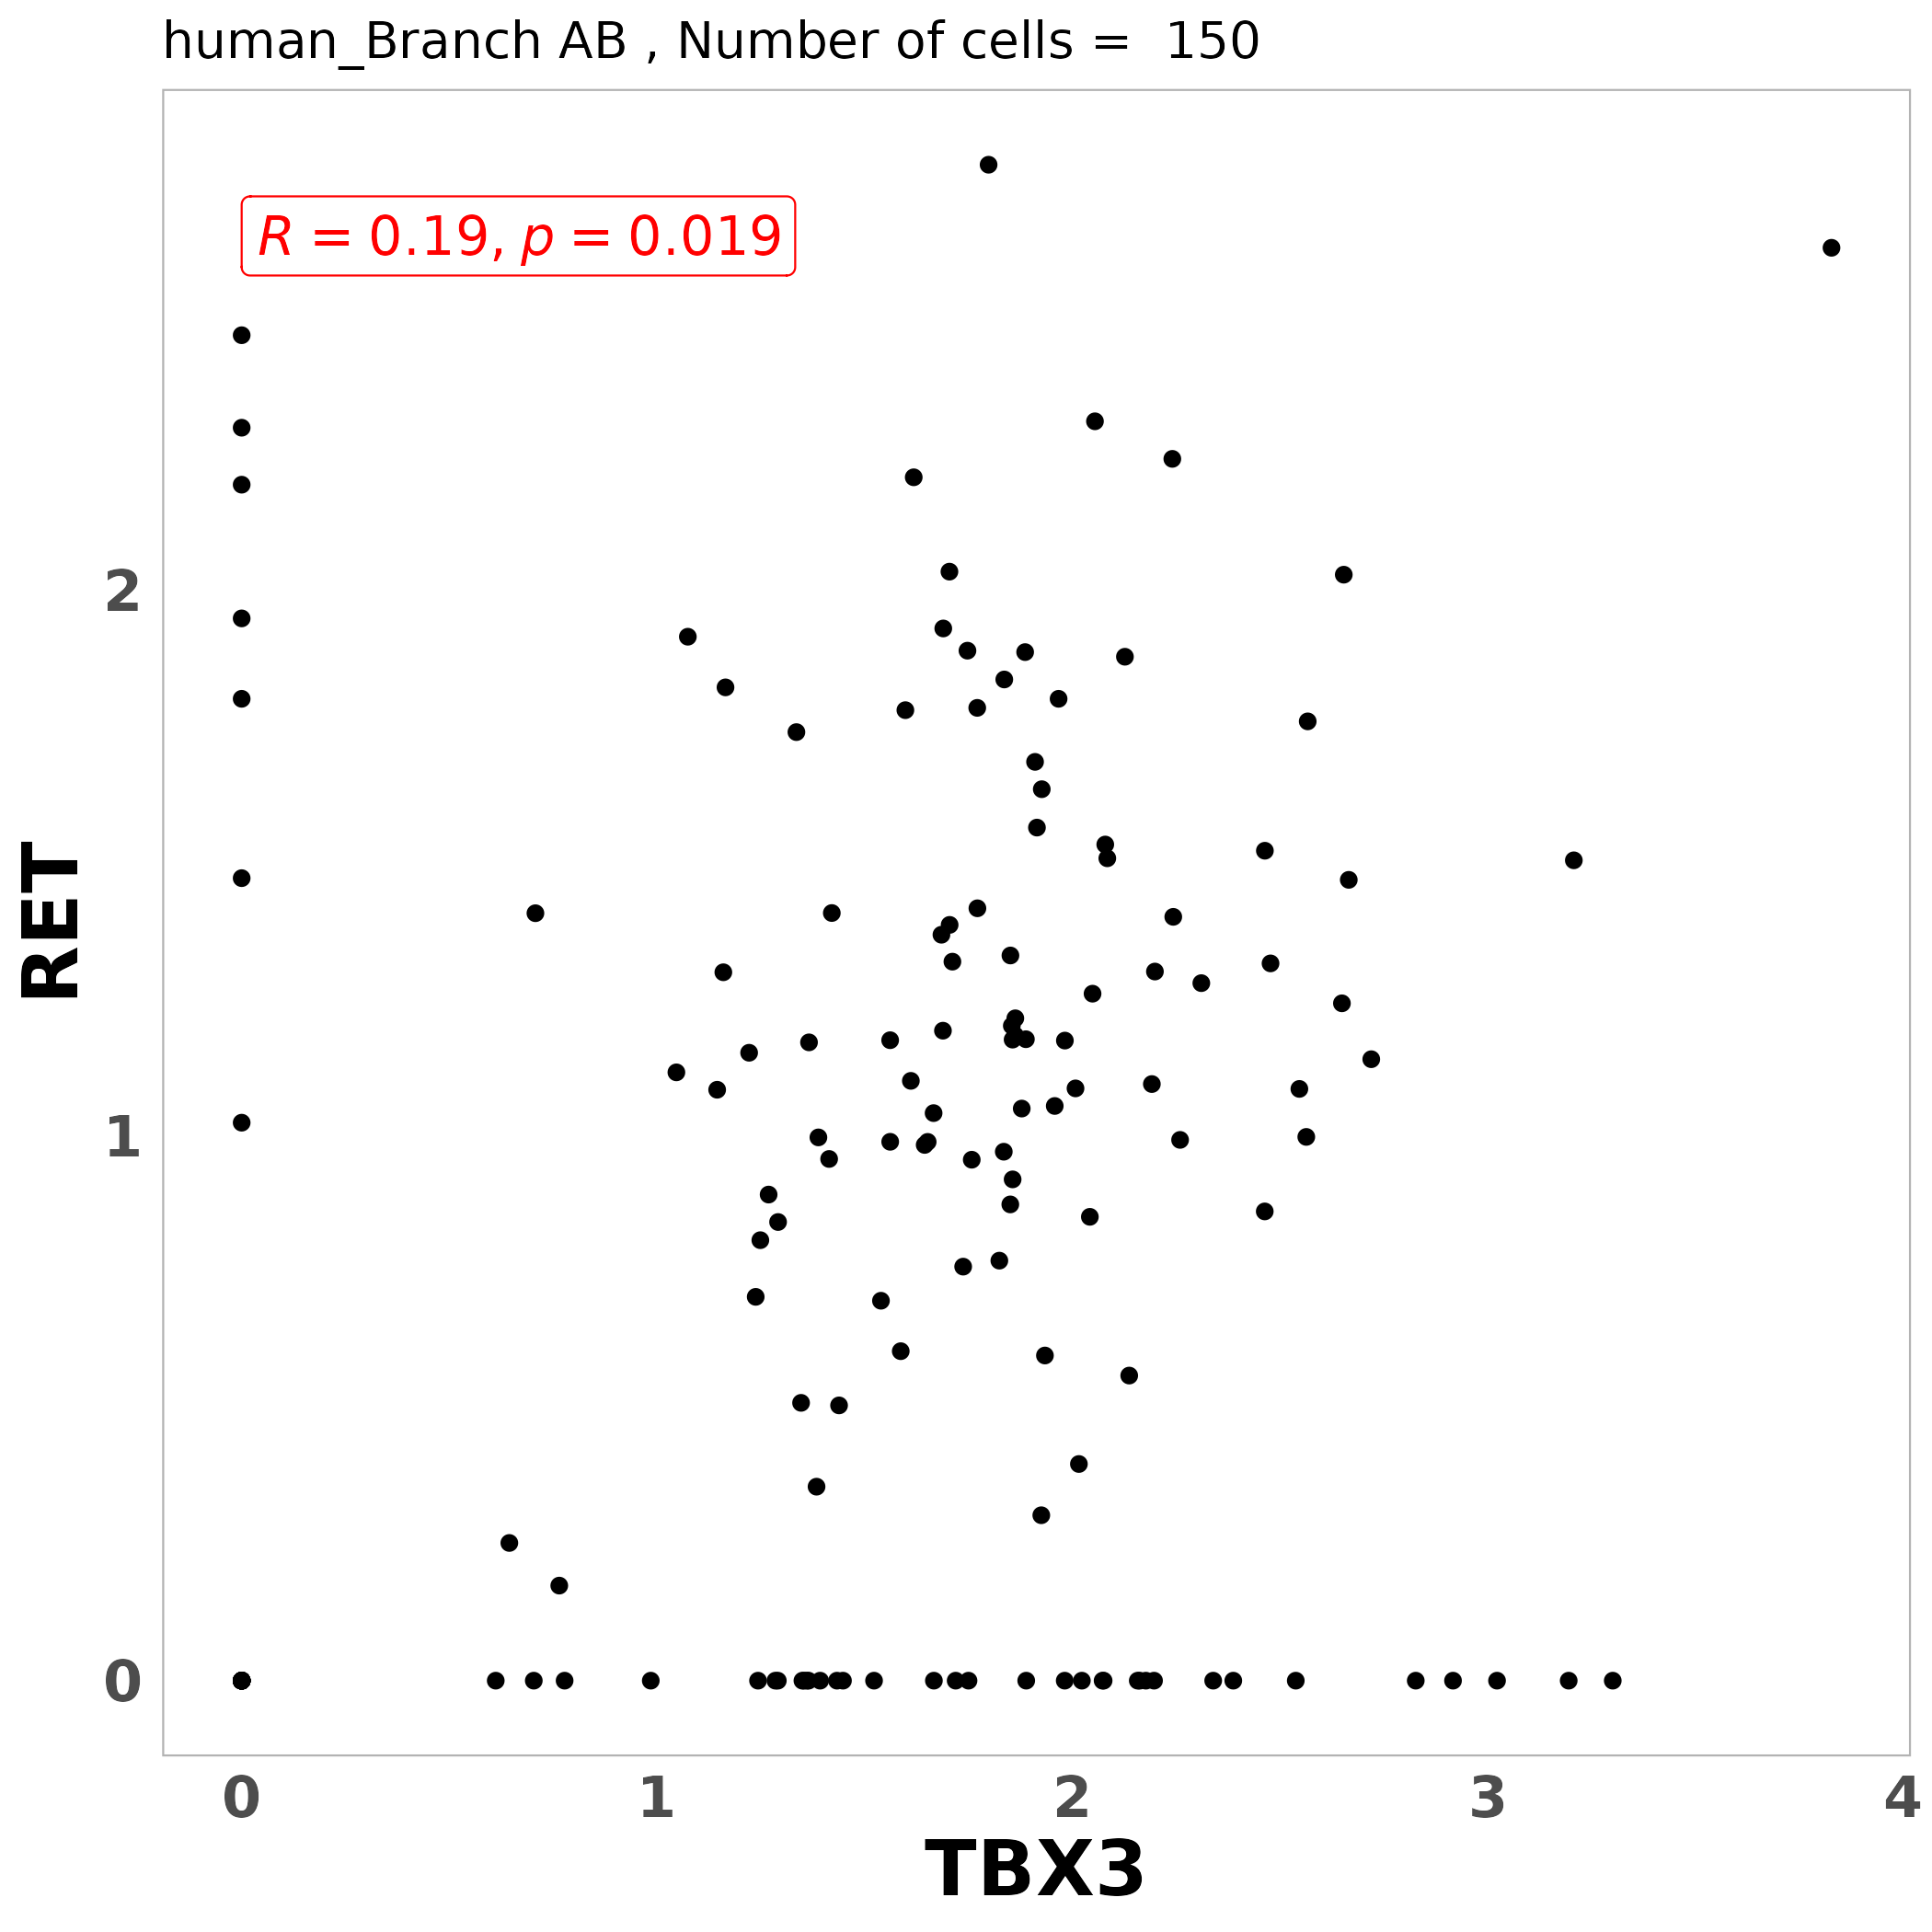 human_Branch AB , Number of cells =  150
R = 0.19, p = 0.019
2
1
0
RET
0 1 2 3 4
TBX3